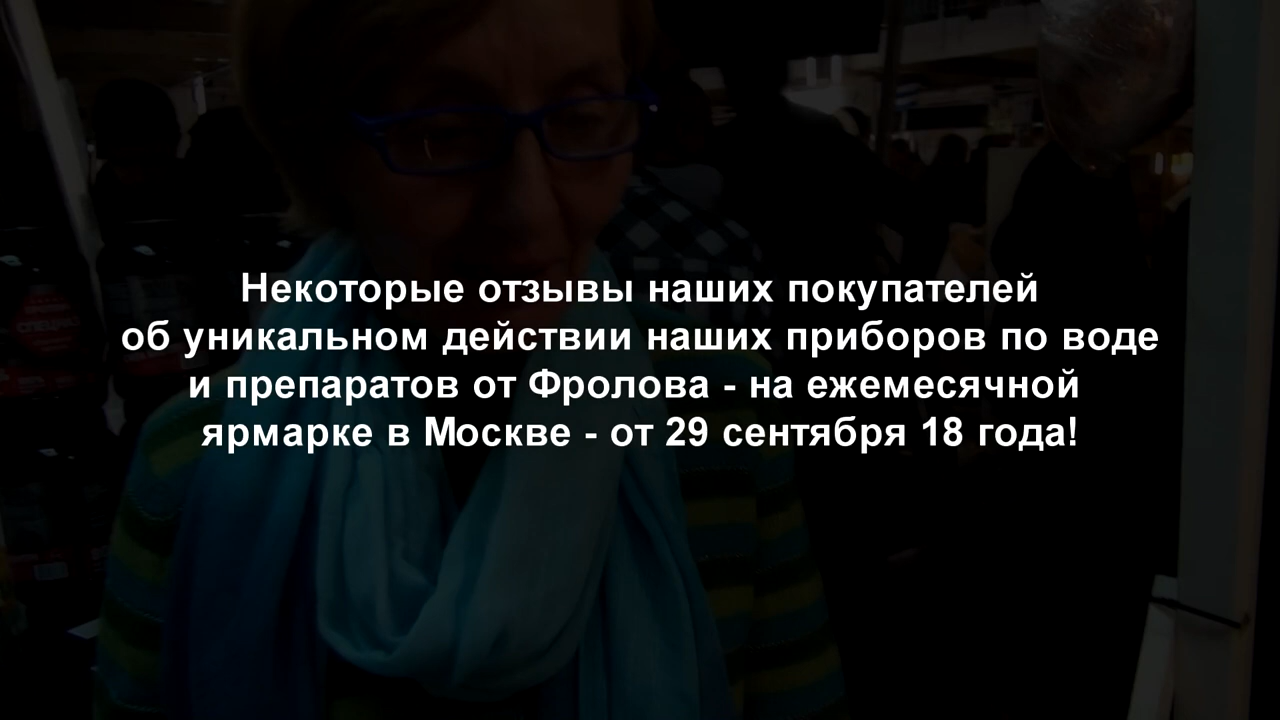 Некоторые отзывы наших покупателей
об уникальном действии наших приборов по воде
и препаратов от Фролова - на ежемесячной
ярмарке в Москве - от 29 сентября 18 года!